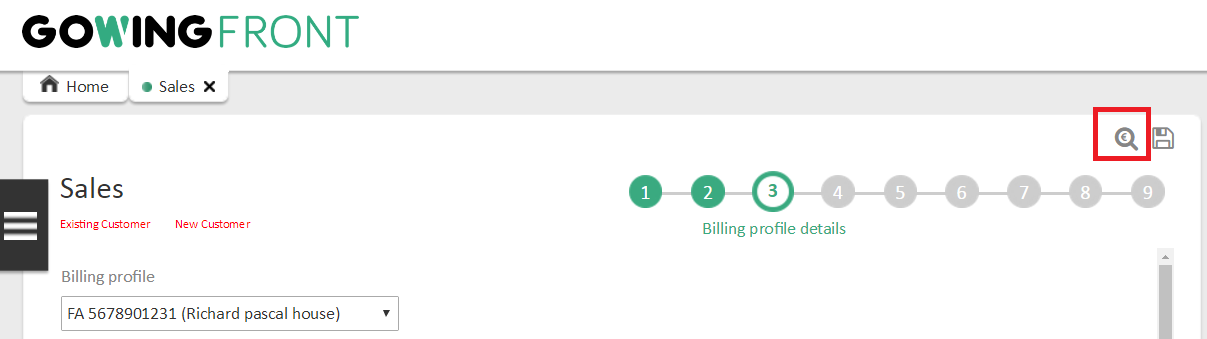 GOWINGFRONT
Home
Sales
€
Sales
1 2 3 4 5 6 7 8 9
Existing Customer New Customer
Billing profile details
Billing profile
FA 5678901231 (Richard pascal house)